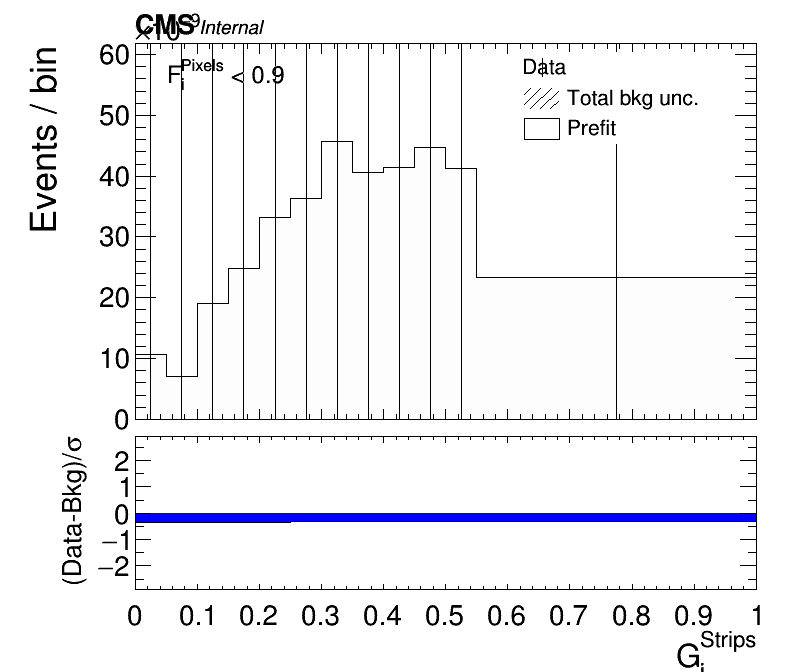 CMS Internal
×10⁻⁹
Events / bin
F_i^Pixels < 0.9
Data
Total bkg unc.
Prefit
60
50
40
30
20
10
0
(Data-Bkg)/σ
2
1
0
−1
−2
0 0.1 0.2 0.3 0.4 0.5 0.6 0.7 0.8 0.9 1
G_i^Strips